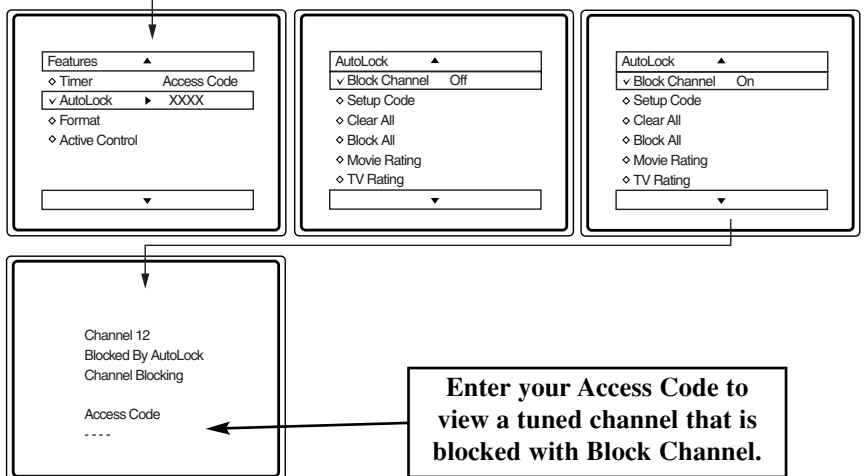 Features ▲
◇ Timer Access Code
✓ AutoLock ▶ XXXX
◇ Format
◇ Active Control
▼
AutoLock ▲
✓ Block Channel Off
◇ Setup Code
◇ Clear All
◇ Block All
◇ Movie Rating
◇ TV Rating
▼
AutoLock ▲
✓ Block Channel On
◇ Setup Code
◇ Clear All
◇ Block All
◇ Movie Rating
◇ TV Rating
▼
Channel 12
Blocked By AutoLock
Channel Blocking
Access Code
- - - -
Enter your Access Code to
view a tuned channel that is
blocked with Block Channel.